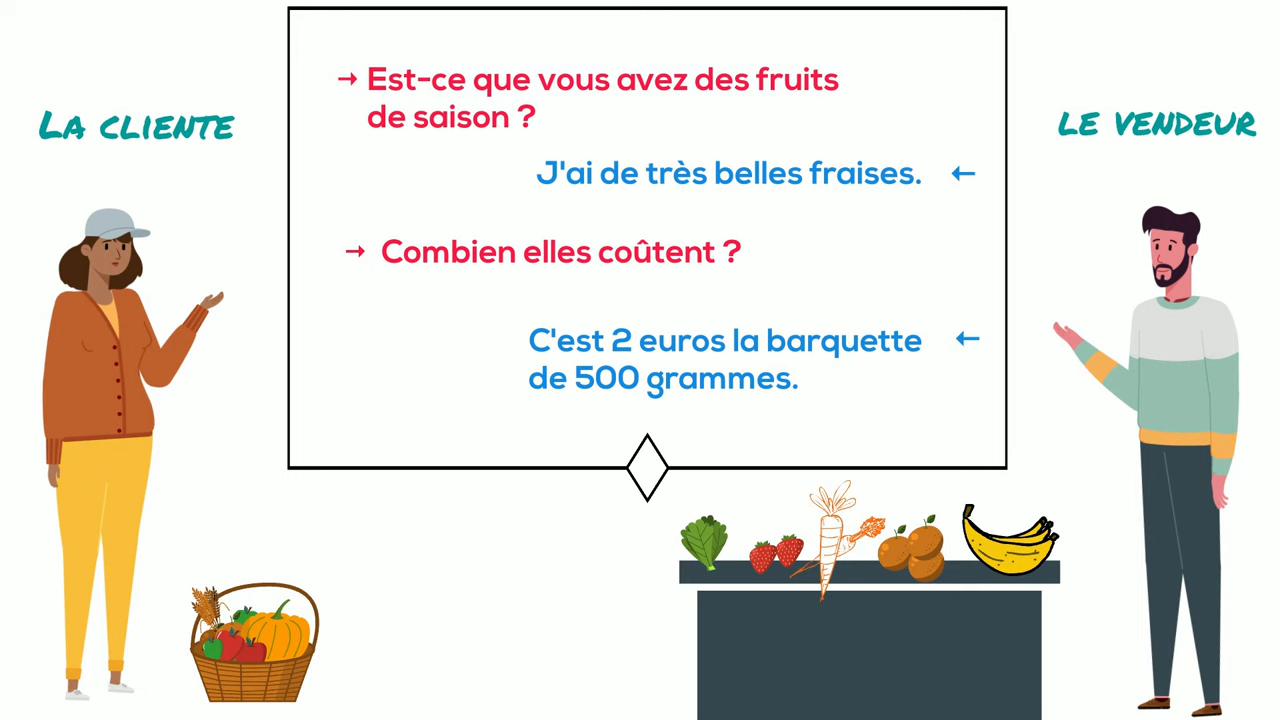 LA CLIENTE
LE VENDEUR
→ Est-ce que vous avez des fruits
de saison ?
J'ai de très belles fraises. ←
→ Combien elles coûtent ?
C'est 2 euros la barquette ←
de 500 grammes.